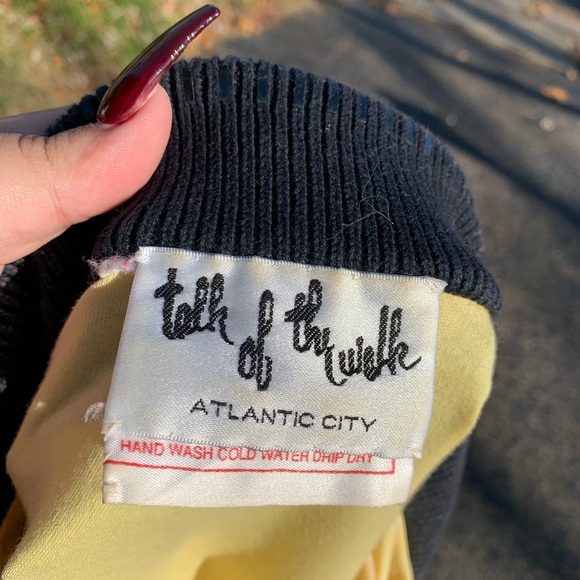 talk of the walk
ATLANTIC CITY
HAND WASH COLD WATER DRIP DRY